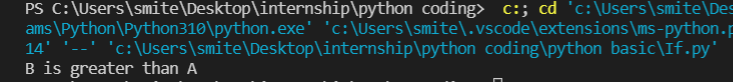 PS C:\Users\smite\Desktop\internship\python coding>  c:; cd 'c:\Users\smite\Des
ams\Python\Python310\python.exe' 'c:\Users\smite\.vscode\extensions\ms-python.p
14' '--' 'c:\Users\smite\Desktop\internship\python coding\python basic\If.py'
B is greater than A